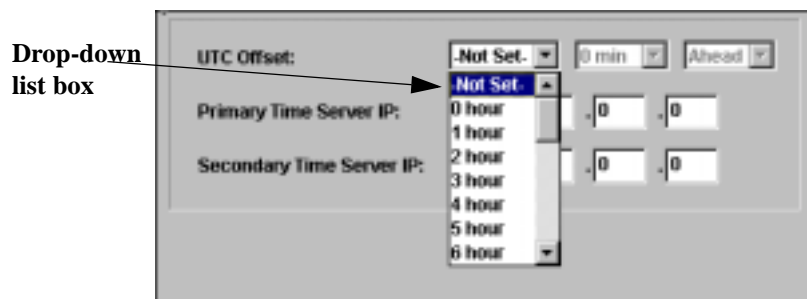 Drop-down
list box
UTC Offset: -Not Set- 0 min Ahead
-Not Set-
0 hour
Primary Time Server IP: .0 .0
1 hour
2 hour
Secondary Time Server IP: .0 .0
3 hour
4 hour
5 hour
6 hour